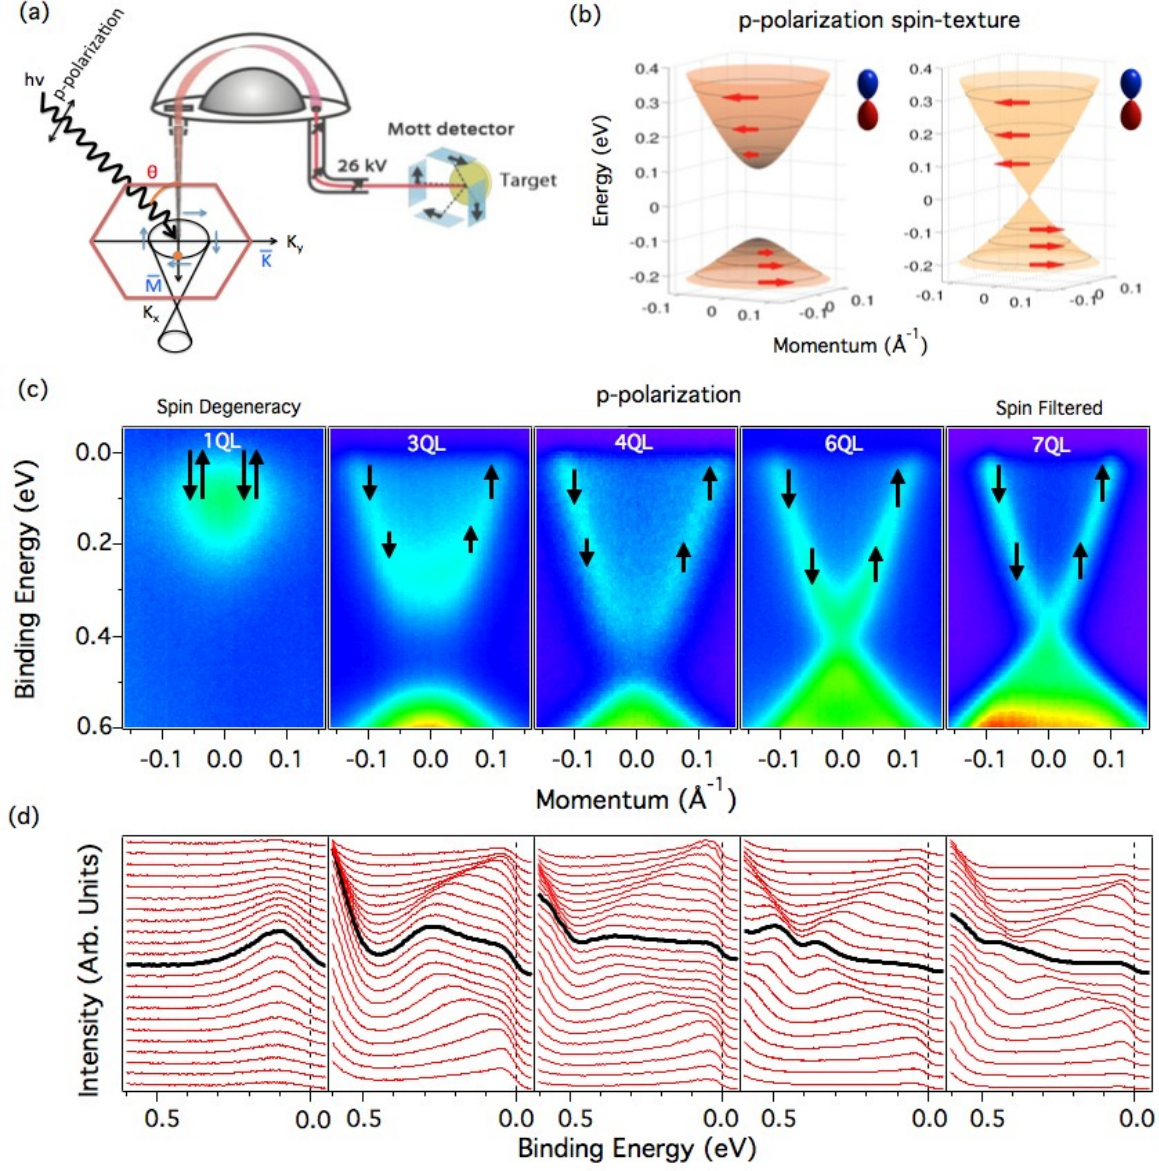 (a)
p-polarization
hν
θ
Mott detector
26 kV
Target
K̅
Ky
M̅
Kx
(b)
p-polarization spin-texture
Energy (eV)
0.4
0.3
0.2
0.1
0
-0.1
-0.2
-0.1
0
0.1
-0.1
0
0.1
0.4
0.3
0.2
0.1
0
-0.1
-0.2
-0.1
0
0.1
-0.1
0
0.1
Momentum (Å-1)
(c)
Spin Degeneracy
p-polarization
Spin Filtered
1QL
3QL
4QL
6QL
7QL
Binding Energy (eV)
0.0
0.2
0.4
0.6
-0.1 0.0 0.1
-0.1 0.0 0.1
-0.1 0.0 0.1
-0.1 0.0 0.1
-0.1 0.0 0.1
Momentum (Å-1)
(d)
Intensity (Arb. Units)
0.5 0.0
0.5 0.0
0.5 0.0
0.5 0.0
0.5 0.0
Binding Energy (eV)